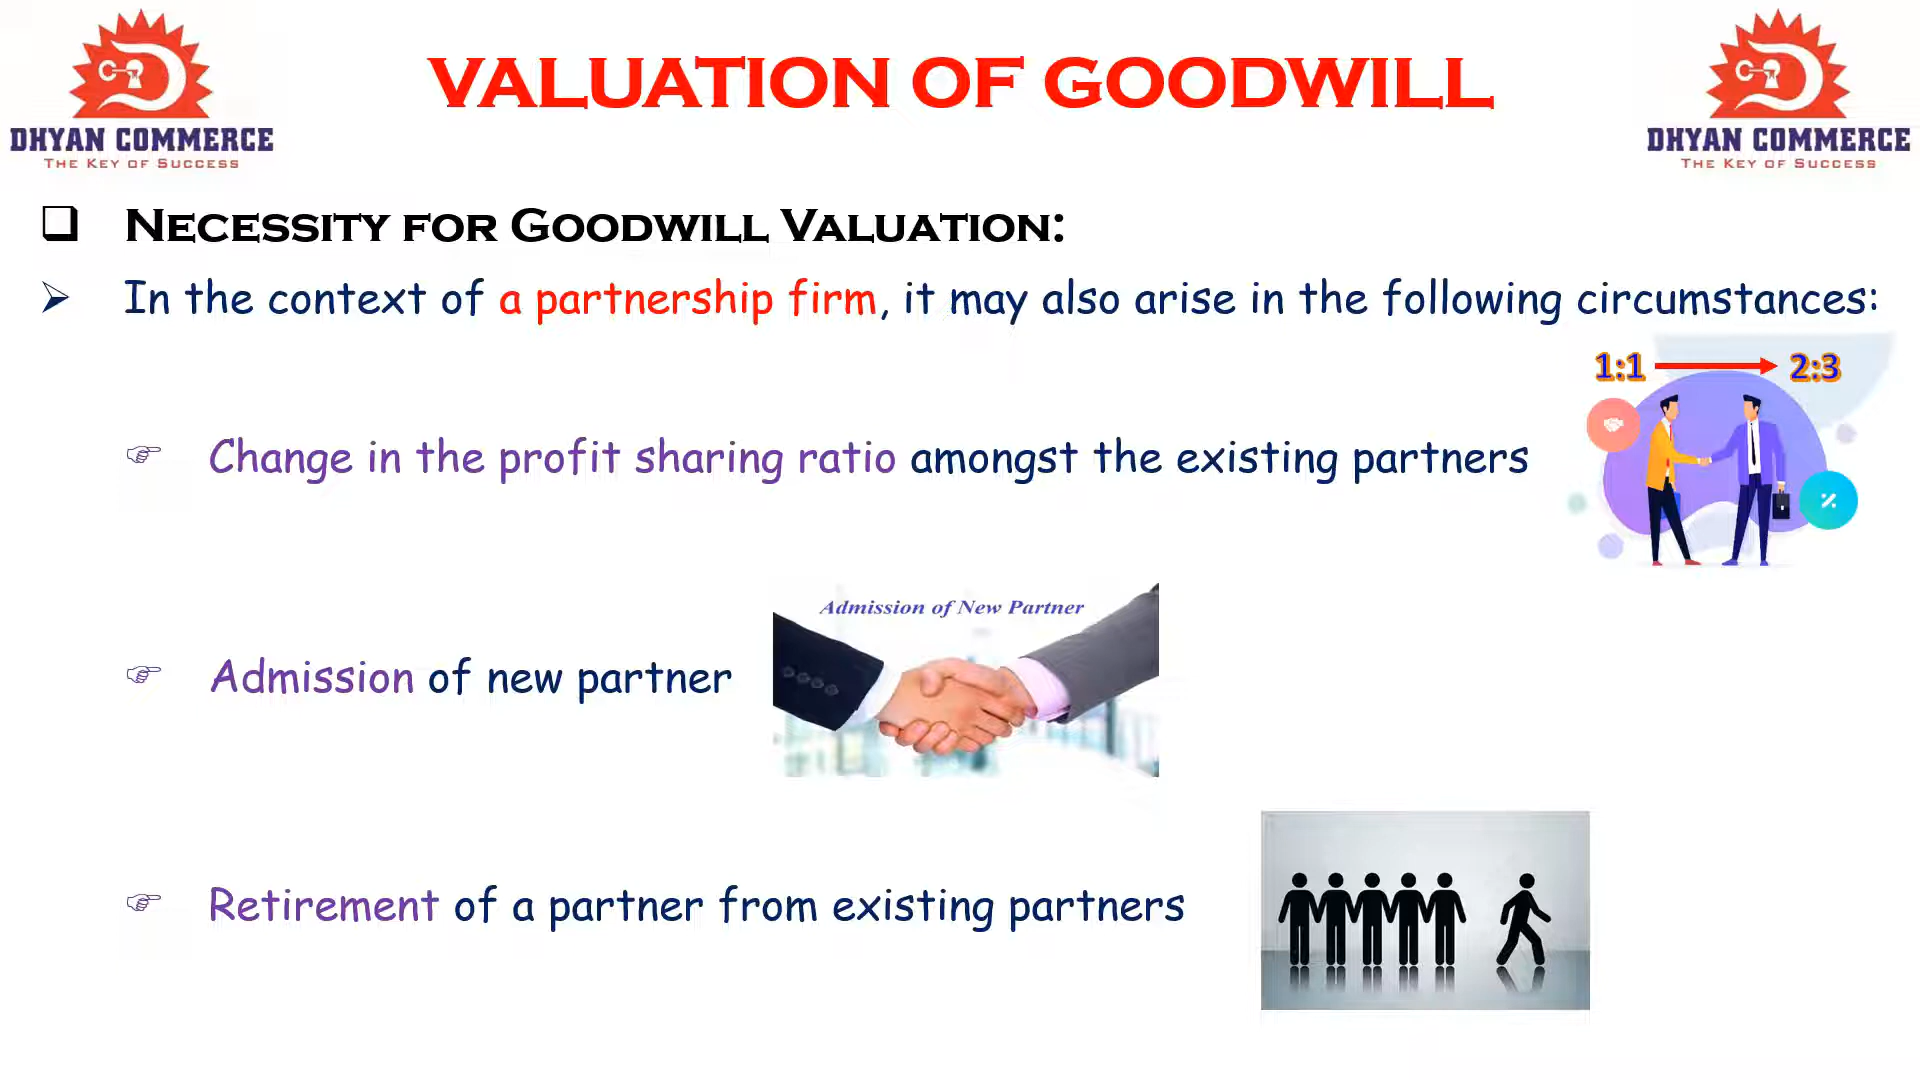 VALUATION OF GOODWILL
DHYAN COMMERCE
THE KEY OF SUCCESS
DHYAN COMMERCE
THE KEY OF SUCCESS
NECESSITY FOR GOODWILL VALUATION:
In the context of a partnership firm, it may also arise in the following circumstances:
1:1 2:3
Change in the profit sharing ratio amongst the existing partners
Admission of New Partner
Admission of new partner
Retirement of a partner from existing partners